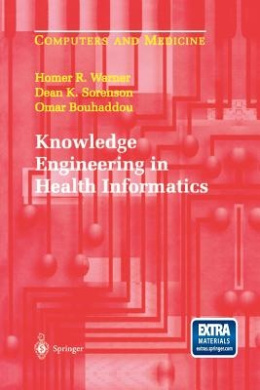 COMPUTERS AND MEDICINE
Homer R. Warner
Dean K. Sorenson
Omar Bouhaddou
Knowledge
Engineering in
Health Informatics
EXTRA
MATERIALS
extras.springer.com
Springer